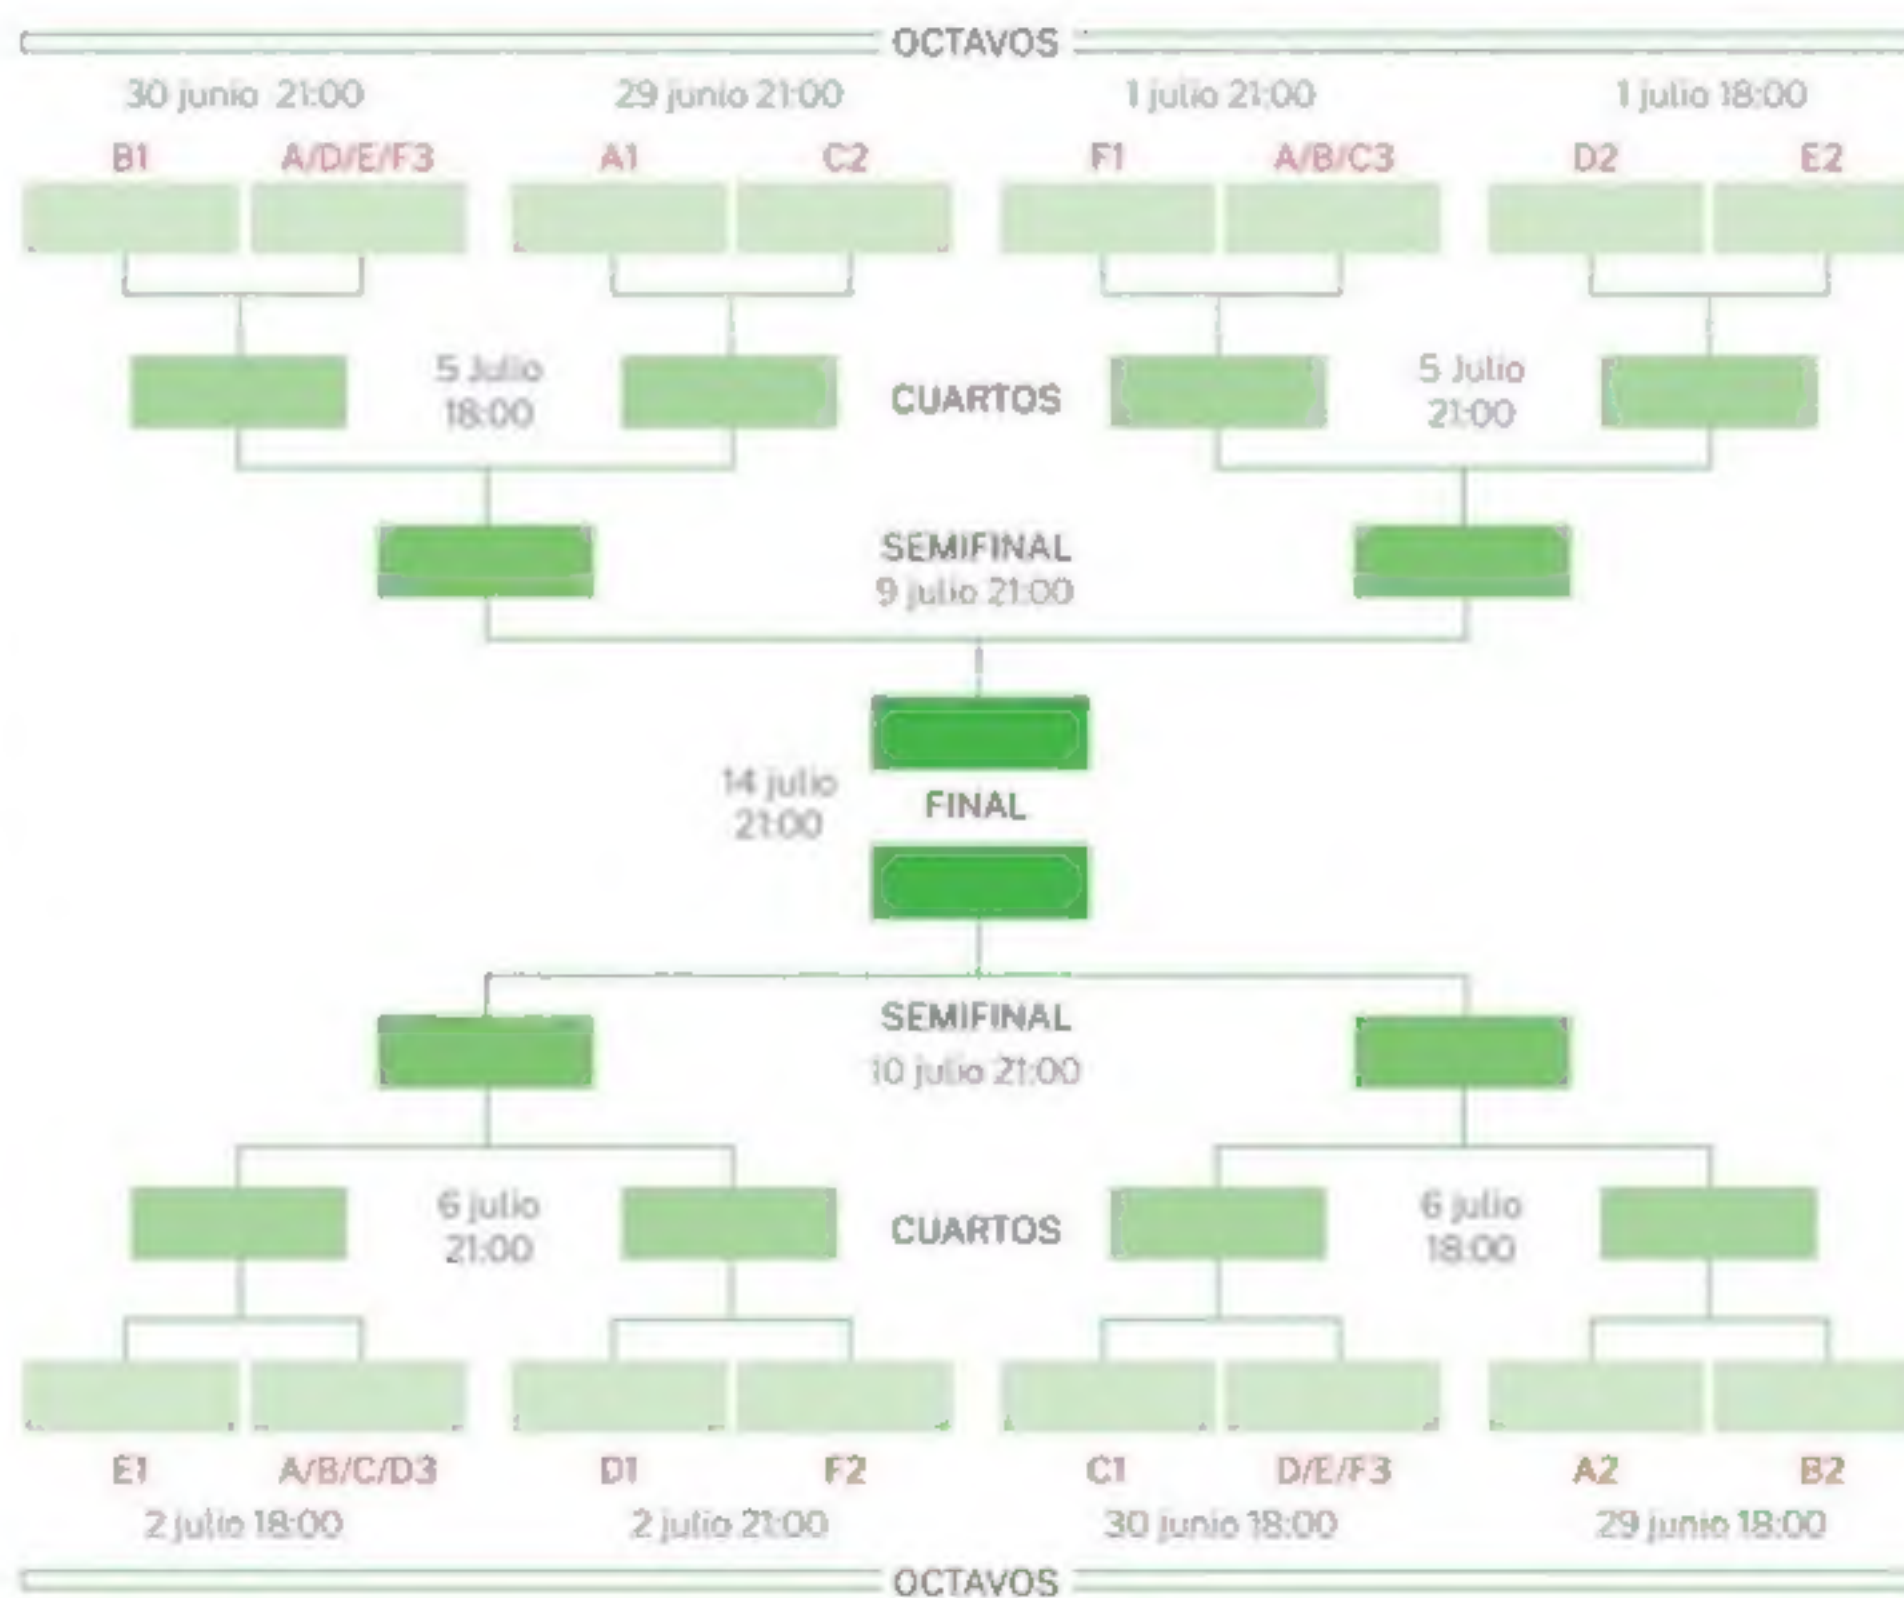 OCTAVOS
30 junio 21:00 29 junio 21:00 1 julio 21:00 1 julio 18:00
B1 A/D/E/F3 A1 C2 F1 A/B/C3 D2 E2
5 Julio 5 Julio
18:00 CUARTOS 21:00
SEMIFINAL
9 julio 21:00
14 julio
21:00
FINAL
SEMIFINAL
10 julio 21:00
6 julio 6 julio
21:00 CUARTOS 18:00
E1 A/B/C/D3 D1 F2 C1 D/E/F3 A2 B2
2 julio 18:00 2 julio 21:00 30 junio 18:00 29 junio 18:00
OCTAVOS